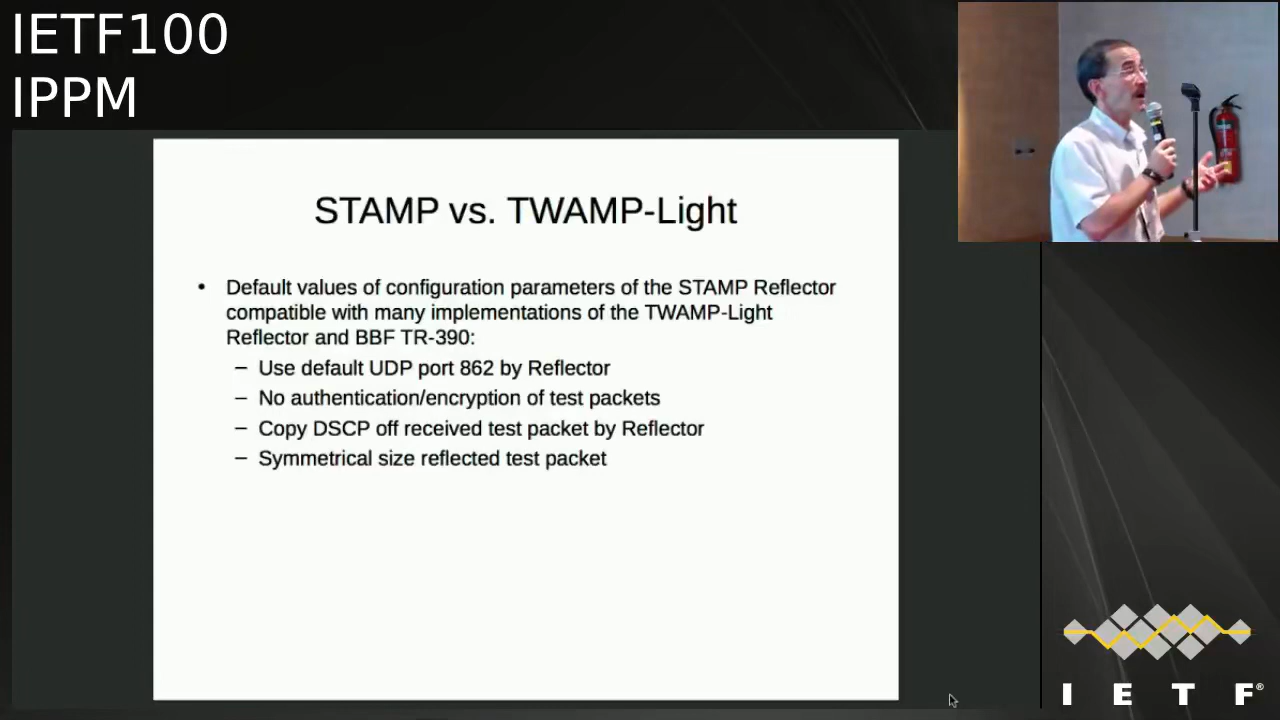 IETF100
IPPM
STAMP vs. TWAMP-Light
• Default values of configuration parameters of the STAMP Reflector
compatible with many implementations of the TWAMP-Light
Reflector and BBF TR-390:
– Use default UDP port 862 by Reflector
– No authentication/encryption of test packets
– Copy DSCP off received test packet by Reflector
– Symmetrical size reflected test packet
I E T F®